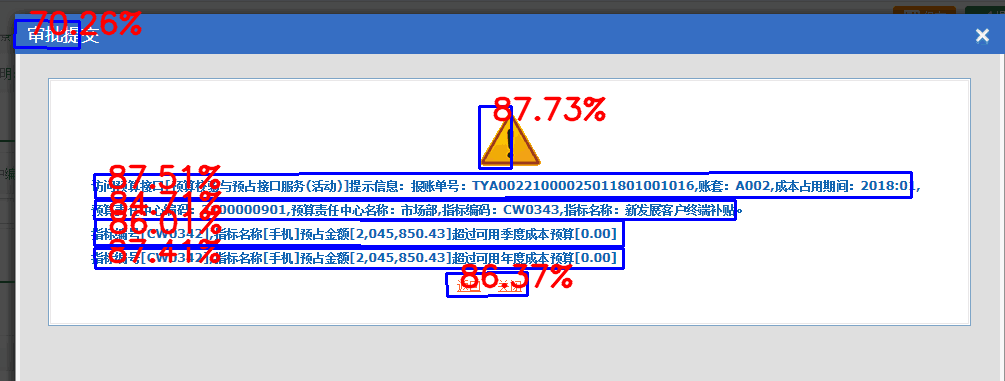 70.26%
审批提交
87.73%
87.51%
访问预算接口[预算校验与预占接口服务(活动)]提示信息：报账单号：TYA00221000025011801001016,账套：A002,成本占用期间：2018:01,
84.71%
预算责任中心编码：0000000901,预算责任中心名称：市场部,指标编码：CW0343,指标名称：新发展客户终端补贴。
86.01%
指标编号[CW0342],指标名称[手机]预占金额[2,045,850.43]超过可用季度成本预算[0.00]
87.41%
指标编号[CW0342],指标名称[手机]预占金额[2,045,850.43]超过可用年度成本预算[0.00]
86.37%
返回 关闭